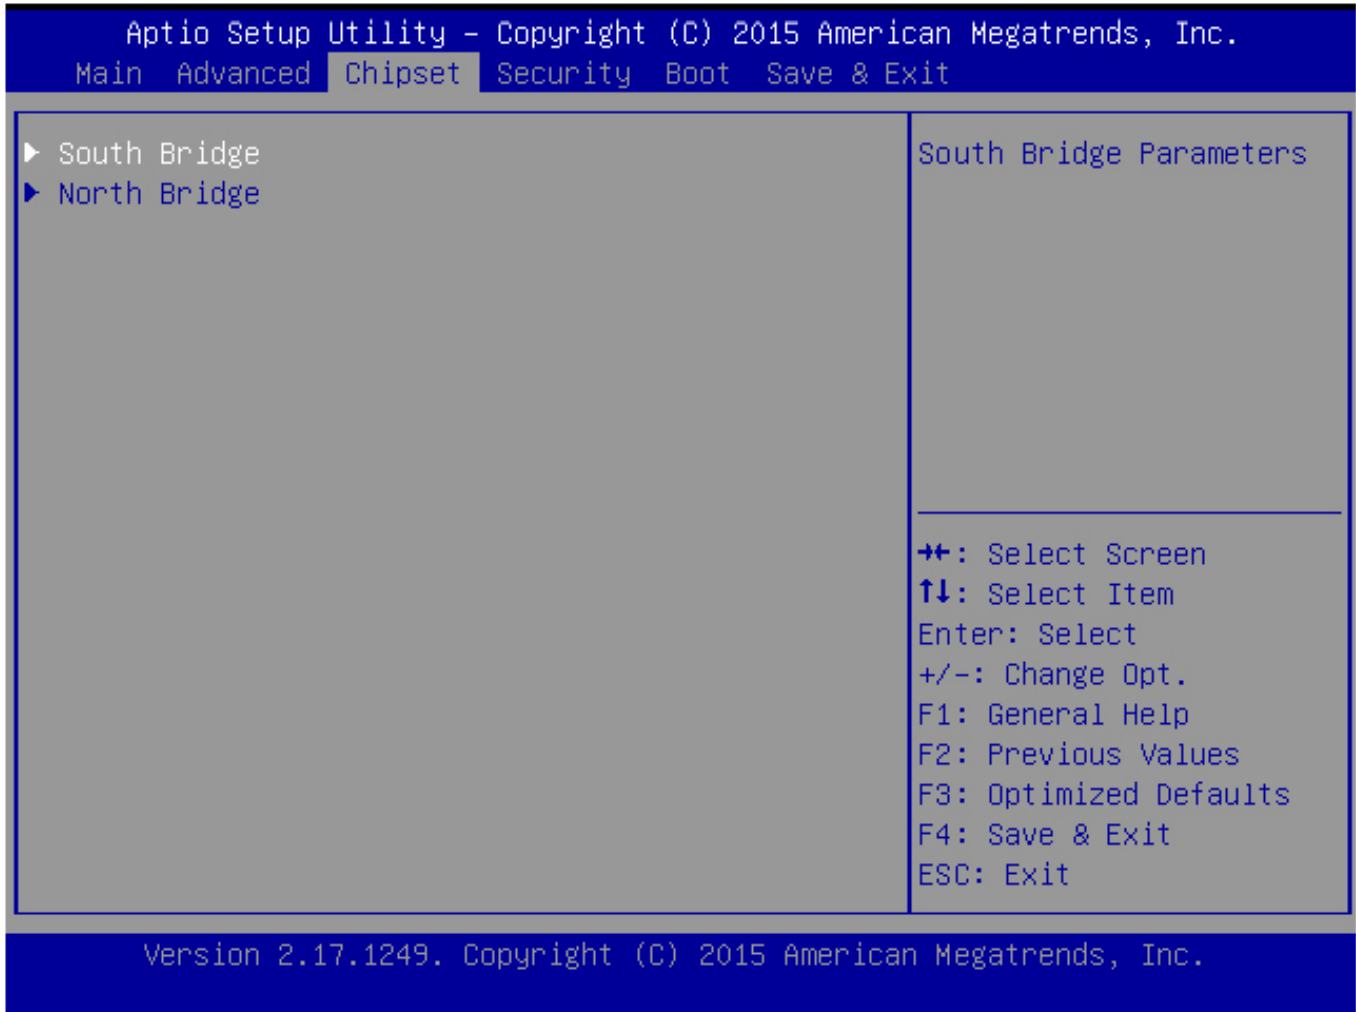 Aptio Setup Utility – Copyright (C) 2015 American Megatrends, Inc.
Main Advanced Chipset Security Boot Save & Exit
South Bridge
North Bridge
South Bridge Parameters
→←: Select Screen
↑↓: Select Item
Enter: Select
+/-: Change Opt.
F1: General Help
F2: Previous Values
F3: Optimized Defaults
F4: Save & Exit
ESC: Exit
Version 2.17.1249. Copyright (C) 2015 American Megatrends, Inc.